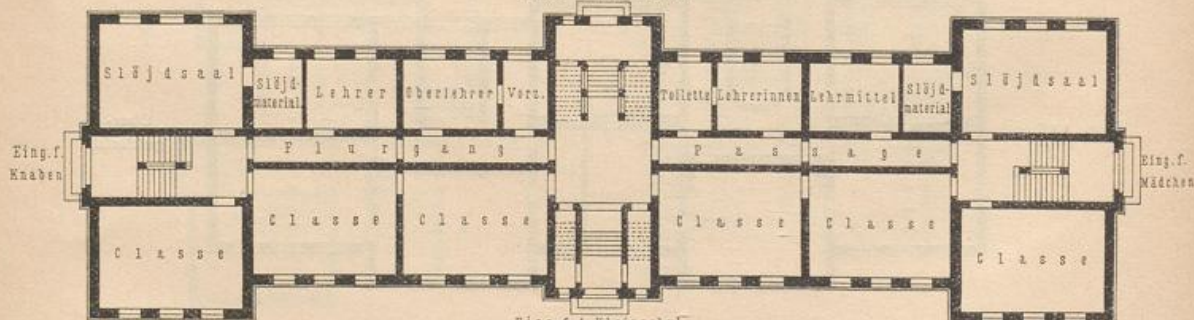 Slöjdsaal
Slöjd-
material
Lehrer
Oberlehrer
Vorz.
Toilette
Lehrerinnen
Lehrmittel
Slöjd-
material
Slöjdsaal
Eing. f.
Knaben
Flurgang
Passage
Eing. f.
Mädchen
Classe
Classe
Classe
Classe
Classe
Classe
Eing. f. d.